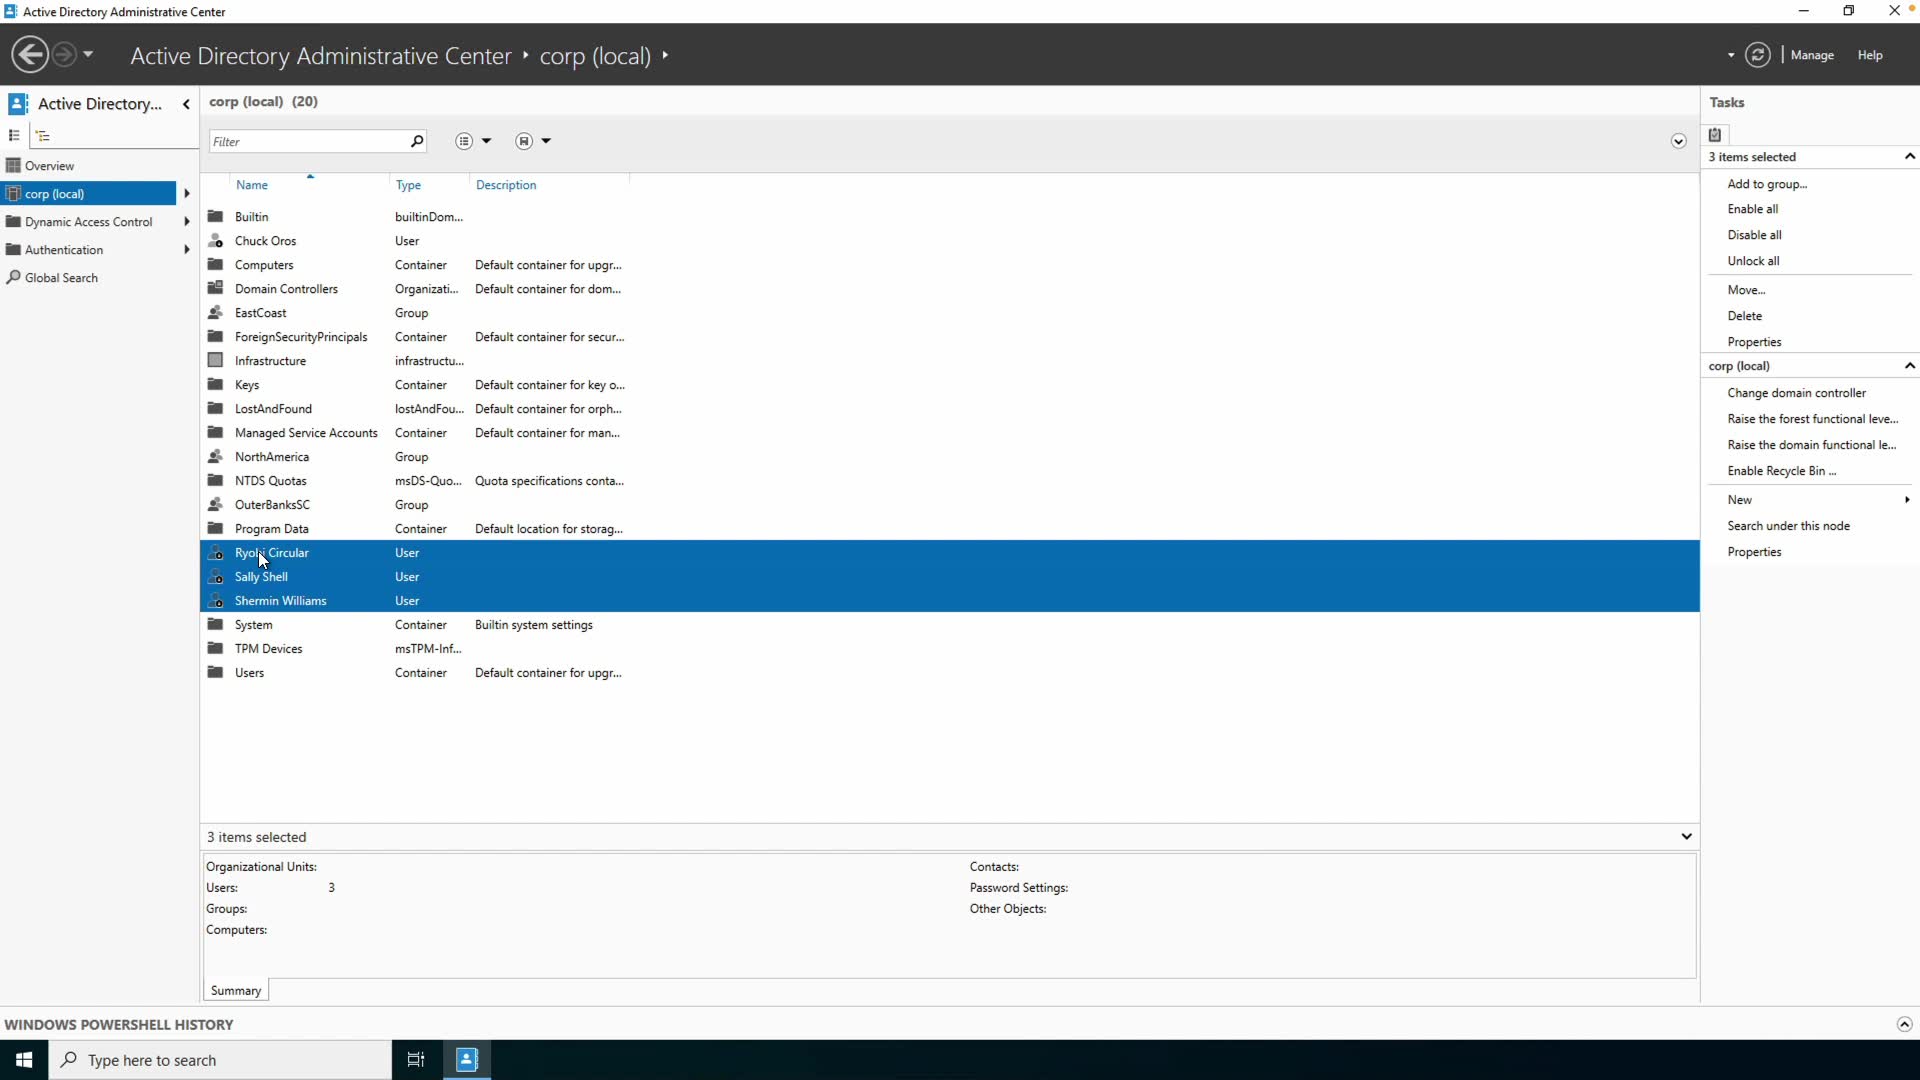 Active Directory Administrative Center
Active Directory Administrative Center corp (local) Manage Help
Active Directory...
Overview
corp (local)
Dynamic Access Control
Authentication
Global Search
corp (local) (20)
Filter
Name Type Description
Builtin builtinDom...
Chuck Oros User
Computers Container Default container for upgr...
Domain Controllers Organizati... Default container for dom...
EastCoast Group
ForeignSecurityPrincipals Container Default container for secur...
Infrastructure infrastructu...
Keys Container Default container for key o...
LostAndFound lostAndFou... Default container for orph...
Managed Service Accounts Container Default container for man...
NorthAmerica Group
NTDS Quotas msDS-Quo... Quota specifications conta...
OuterBanksSC Group
Program Data Container Default location for storag...
Ryobi Circular User
Sally Shell User
Shermin Williams User
System Container Builtin system settings
TPM Devices msTPM-Inf...
Users Container Default container for upgr...
3 items selected
Organizational Units:
Users: 3
Groups:
Computers:
Contacts:
Password Settings:
Other Objects:
Summary
Tasks
3 items selected
Add to group...
Enable all
Disable all
Unlock all
Move...
Delete
Properties
corp (local)
Change domain controller
Raise the forest functional leve...
Raise the domain functional le...
Enable Recycle Bin ...
New
Search under this node
Properties
WINDOWS POWERSHELL HISTORY
Type here to search